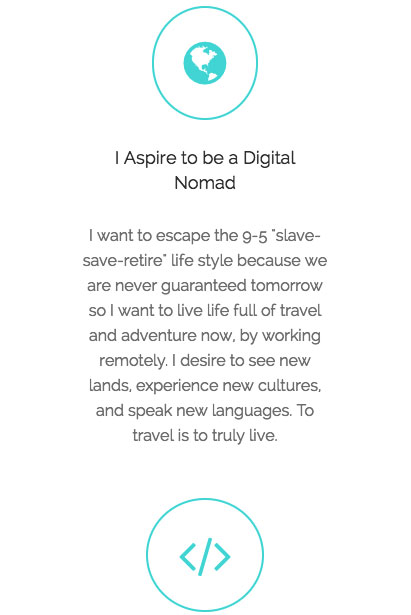 I Aspire to be a Digital
Nomad
I want to escape the 9-5 "slave-
save-retire" life style because we
are never guaranteed tomorrow
so I want to live life full of travel
and adventure now, by working
remotely. I desire to see new
lands, experience new cultures,
and speak new languages. To
travel is to truly live.